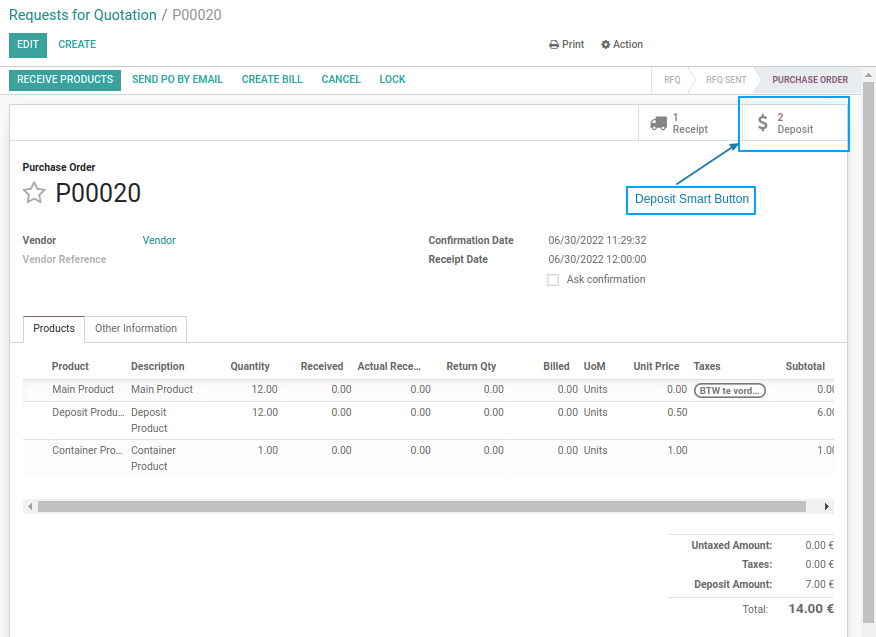 Requests for Quotation / P00020
EDIT CREATE Print Action
RECEIVE PRODUCTS SEND PO BY EMAIL CREATE BILL CANCEL LOCK RFQ RFQ SENT PURCHASE ORDER
1 Receipt $ 2 Deposit
Deposit Smart Button
Purchase Order
P00020
Vendor Vendor Confirmation Date 06/30/2022 11:29:32
Vendor Reference Receipt Date 06/30/2022 12:00:00
Ask confirmation
Products Other Information
Product Description Quantity Received Actual Rece... Return Qty Billed UoM Unit Price Taxes Subtotal
Main Product Main Product 12.00 0.00 0.00 0.00 0.00 Units 0.00 BTW te vord... 0.00
Deposit Produ... Deposit Product 12.00 0.00 0.00 0.00 0.00 Units 0.50 6.00
Container Pro... Container Product 1.00 0.00 0.00 0.00 0.00 Units 1.00 1.00
Untaxed Amount: 0.00 €
Taxes: 0.00 €
Deposit Amount: 7.00 €
Total: 14.00 €